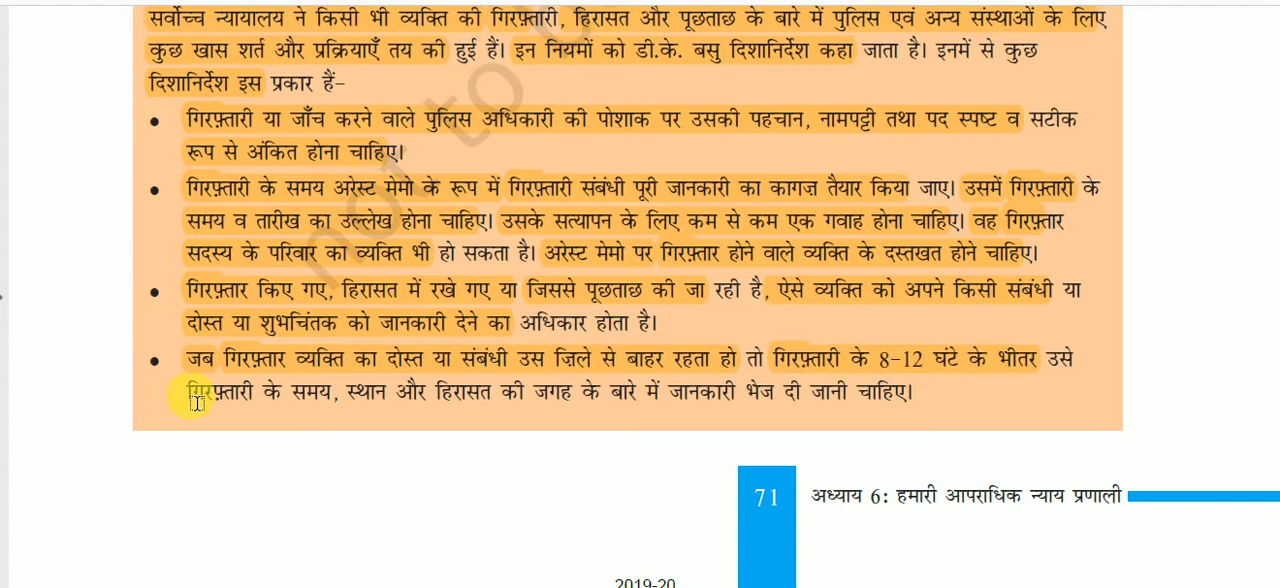 सर्वोच्च न्यायालय ने किसी भी व्यक्ति की गिरफ़्तारी, हिरासत और पूछताछ के बारे में पुलिस एवं अन्य संस्थाओं के लिए
कुछ खास शर्त और प्रक्रियाएँ तय की हुई हैं। इन नियमों को डी.के. बसु दिशानिर्देश कहा जाता है। इनमें से कुछ
दिशानिर्देश इस प्रकार हैं–
• गिरफ़्तारी या जाँच करने वाले पुलिस अधिकारी की पोशाक पर उसकी पहचान, नामपट्टी तथा पद स्पष्ट व सटीक
रूप से अंकित होना चाहिए।
• गिरफ़्तारी के समय अरेस्ट मेमो के रूप में गिरफ़्तारी संबंधी पूरी जानकारी का कागज़ तैयार किया जाए। उसमें गिरफ़्तारी के
समय व तारीख का उल्लेख होना चाहिए। उसके सत्यापन के लिए कम से कम एक गवाह होना चाहिए। वह गिरफ़्तार
सदस्य के परिवार का व्यक्ति भी हो सकता है। अरेस्ट मेमो पर गिरफ़्तार होने वाले व्यक्ति के दस्तखत होने चाहिए।
• गिरफ़्तार किए गए, हिरासत में रखे गए या जिससे पूछताछ की जा रही है, ऐसे व्यक्ति को अपने किसी संबंधी या
दोस्त या शुभचिंतक को जानकारी देने का अधिकार होता है।
• जब गिरफ़्तार व्यक्ति का दोस्त या संबंधी उस ज़िले से बाहर रहता हो तो गिरफ़्तारी के 8–12 घंटे के भीतर उसे
गिरफ़्तारी के समय, स्थान और हिरासत की जगह के बारे में जानकारी भेज दी जानी चाहिए।
71 अध्याय 6: हमारी आपराधिक न्याय प्रणाली
2019-20
not to